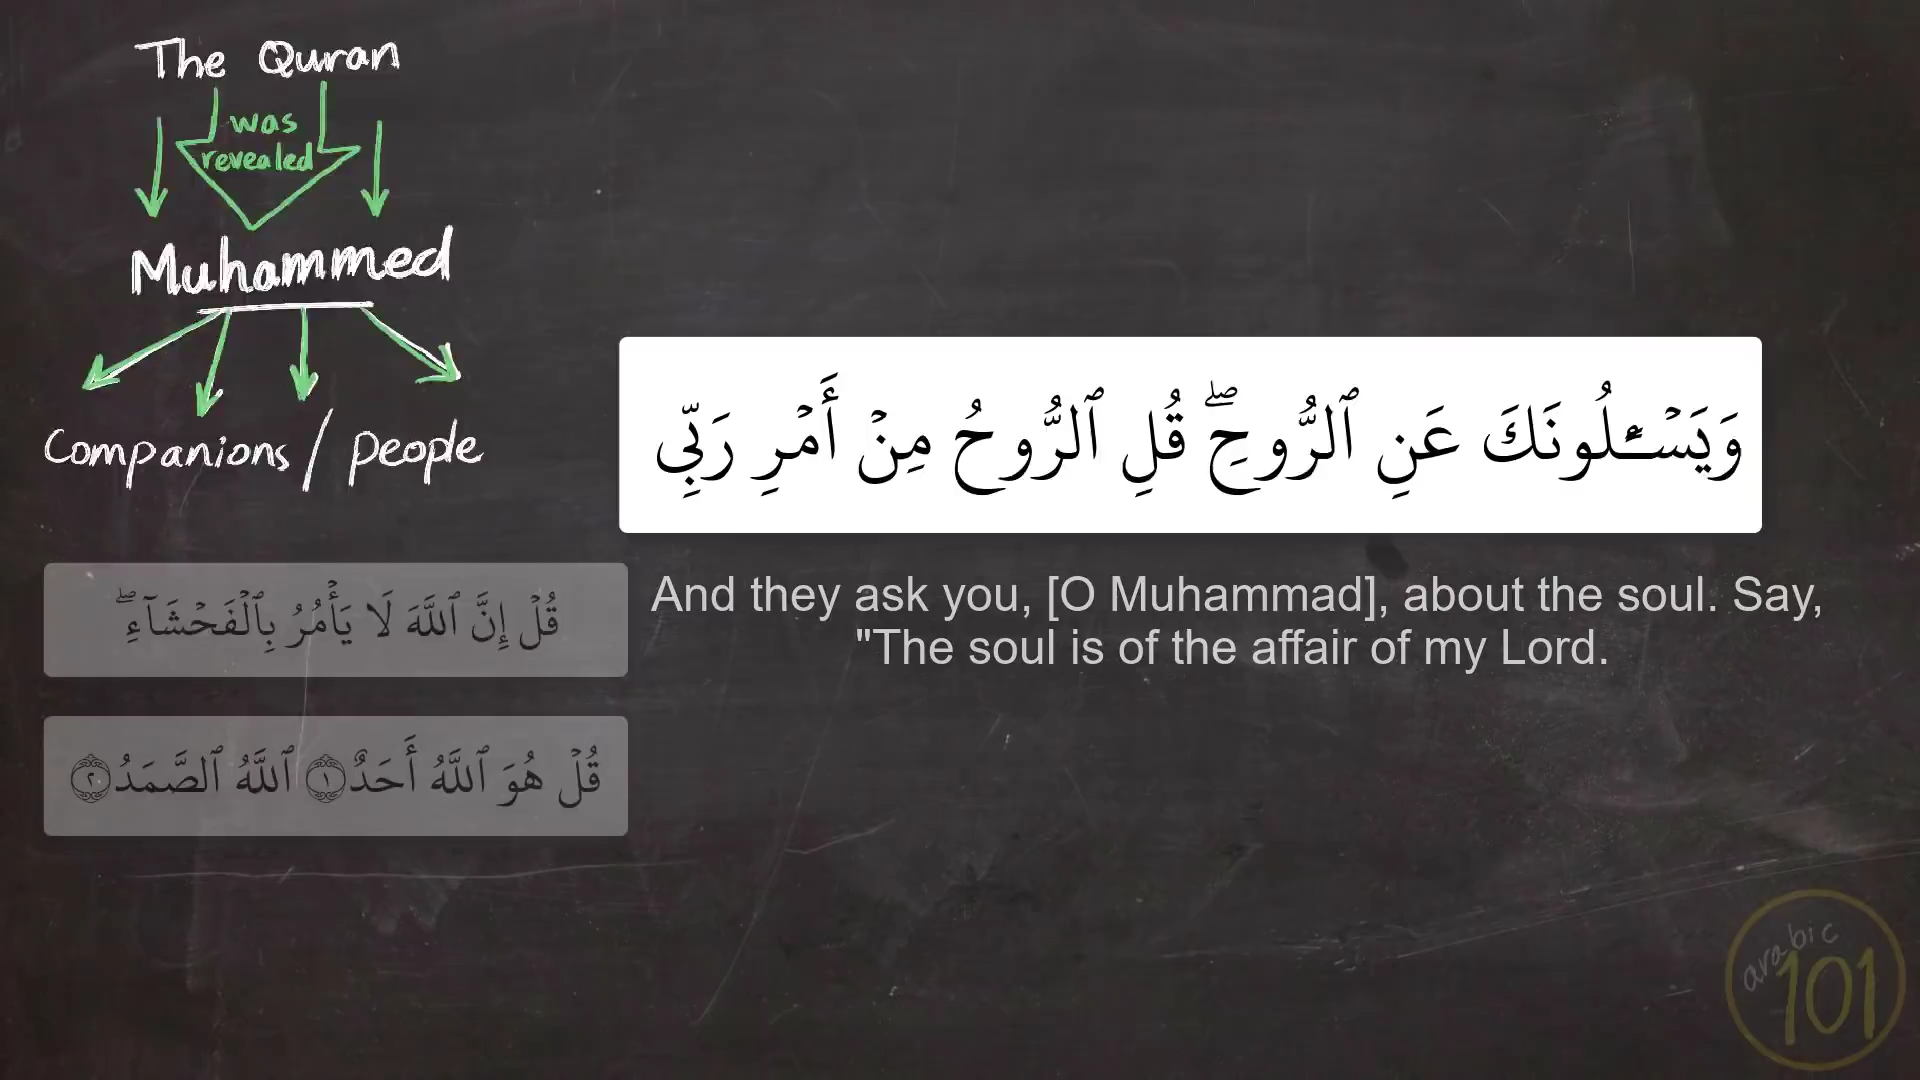 The Quran
was
revealed
Muhammed
Companions / people
وَيَسْـَٔلُونَكَ عَنِ ٱلرُّوحِ ۖ قُلِ ٱلرُّوحُ مِنْ أَمْرِ رَبِّى
And they ask you, [O Muhammad], about the soul. Say,
"The soul is of the affair of my Lord.
قُلْ إِنَّ ٱللَّهَ لَا يَأْمُرُ بِٱلْفَحْشَآءِ ۖ
قُلْ هُوَ ٱللَّهُ أَحَدٌ ١ ٱللَّهُ ٱلصَّمَدُ ٢
arabic
101